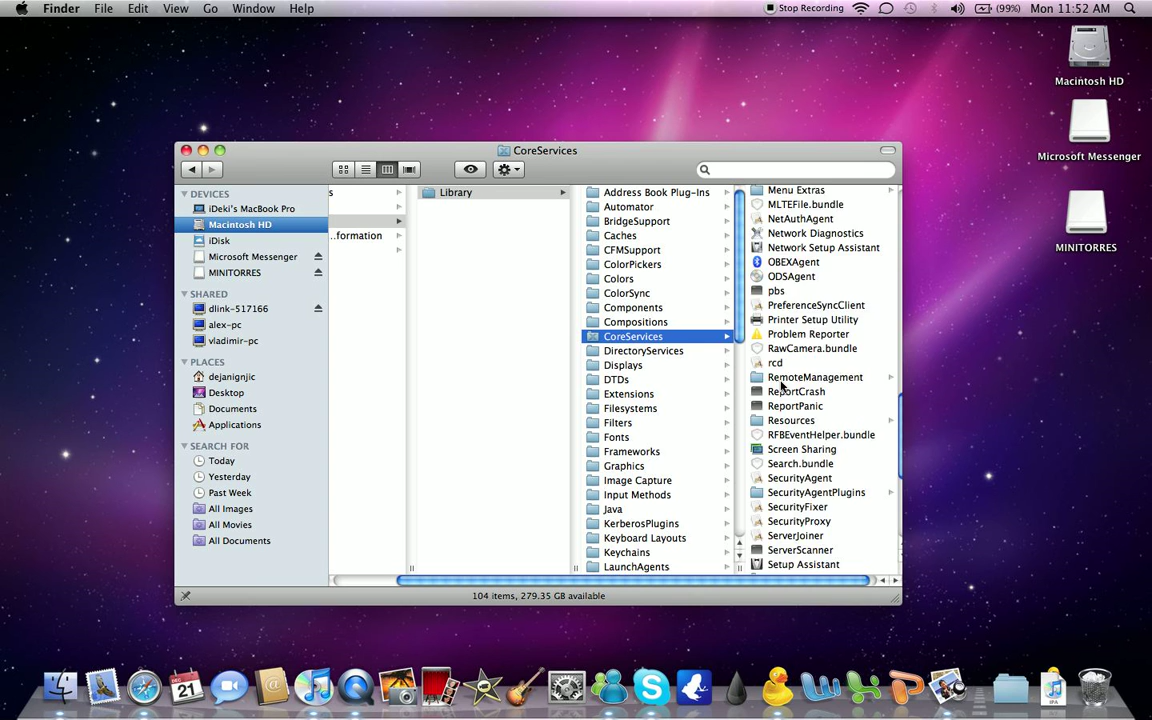 Finder File Edit View Go Window Help Stop Recording (99%) Mon 11:52 AM
Macintosh HD
Microsoft Messenger
MINITORRES
CoreServices
DEVICES
iDeki's MacBook Pro
Macintosh HD
iDisk
Microsoft Messenger
MINITORRES
SHARED
dlink-517166
alex-pc
vladimir-pc
PLACES
dejanignjic
Desktop
Documents
Applications
SEARCH FOR
Today
Yesterday
Past Week
All Images
All Movies
All Documents
s
...formation
Library
Address Book Plug-Ins
Automator
BridgeSupport
Caches
CFMSupport
ColorPickers
Colors
ColorSync
Components
Compositions
CoreServices
DirectoryServices
Displays
DTDs
Extensions
Filesystems
Filters
Fonts
Frameworks
Graphics
Image Capture
Input Methods
Java
KerberosPlugins
Keyboard Layouts
Keychains
LaunchAgents
Menu Extras
MLTEFile.bundle
NetAuthAgent
Network Diagnostics
Network Setup Assistant
OBEXAgent
ODSAgent
pbs
PreferenceSyncClient
Printer Setup Utility
Problem Reporter
RawCamera.bundle
rcd
RemoteManagement
ReportCrash
ReportPanic
Resources
RFBEventHelper.bundle
Screen Sharing
Search.bundle
SecurityAgent
SecurityAgentPlugins
SecurityFixer
SecurityProxy
ServerJoiner
ServerScanner
Setup Assistant
104 items, 279.35 GB available
DEC
21
IPA